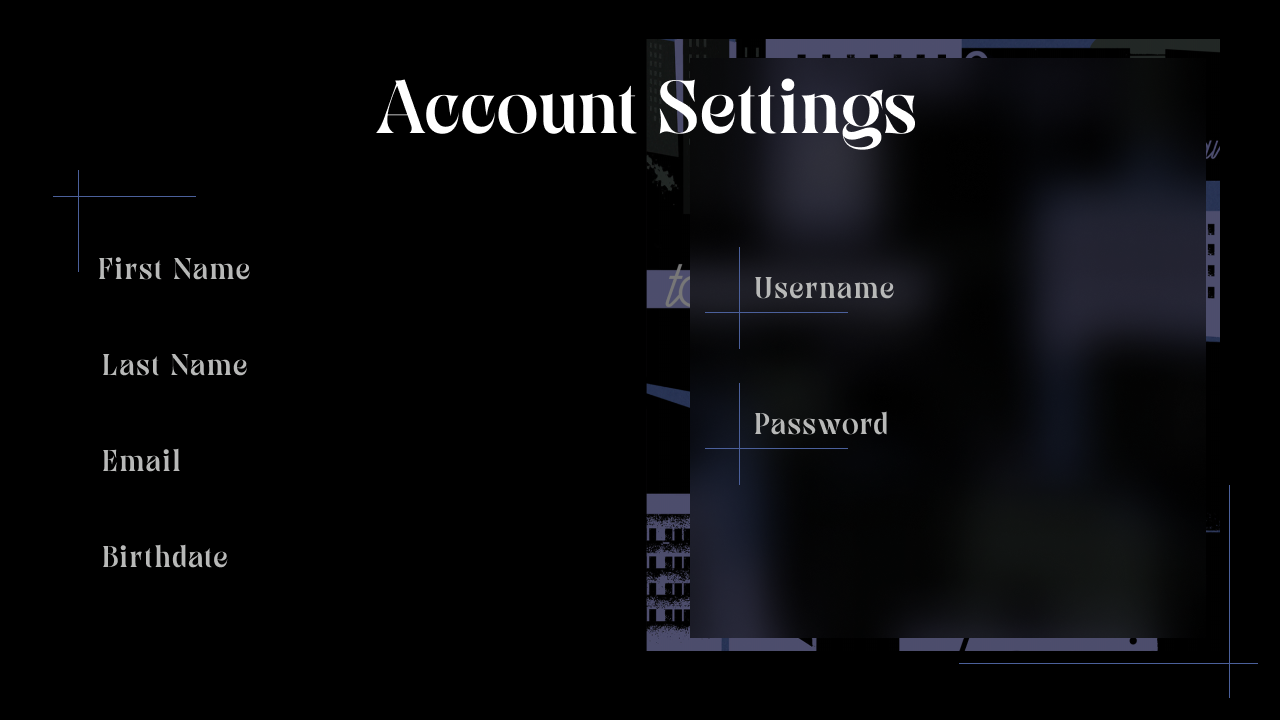 Account Settings
First Name
Last Name
Email
Birthdate
Username
Password